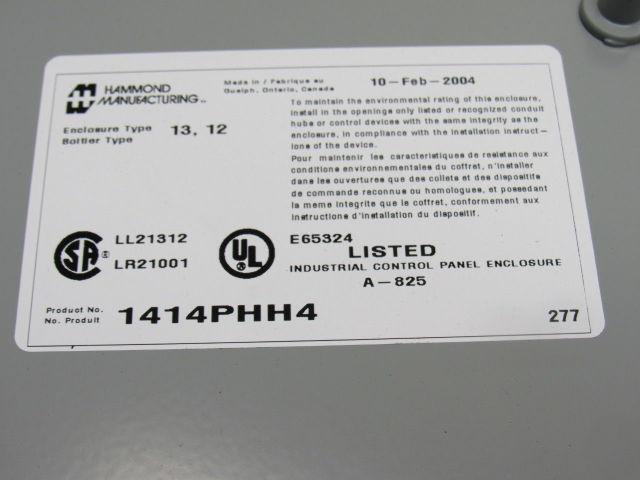 HAMMOND
MANUFACTURING™
Made in / Fabrique au
Guelph, Ontario, Canada
10-Feb-2004
Enclosure Type 13, 12
Boitier Type
To maintain the environmental rating of this enclosure,
install in the openings only listed or recognized conduit
hubs or control devices with the same integrity as the
enclosure, in compliance with the installation instruct-
ions of the device.
Pour maintenir les caracteristiques de resistance aux
conditions environnementales du coffret, n'installer
dans les ouvertures que des collets et des dispositifs
de commande reconnus ou homologues, et possedant
la meme integrite que le coffret, conformement aux
instructions d'installation du dispositif.
SA ®
LL21312
LR21001
UL ®
E65324
LISTED
INDUSTRIAL CONTROL PANEL ENCLOSURE
A-825
Product No.
No. Produit
1414PHH4
277